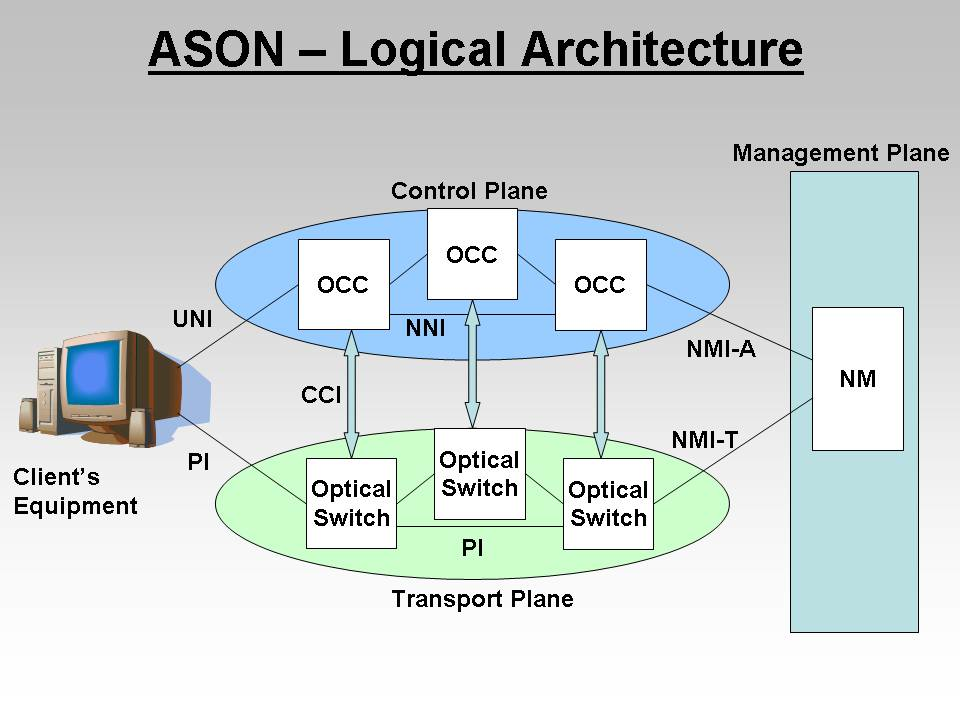 ASON – Logical Architecture
Management Plane
Control Plane
OCC
OCC
OCC
UNI
NNI
NMI-A
NM
CCI
NMI-T
PI
Client's
Equipment
Optical
Switch
Optical
Switch
Optical
Switch
PI
Transport Plane